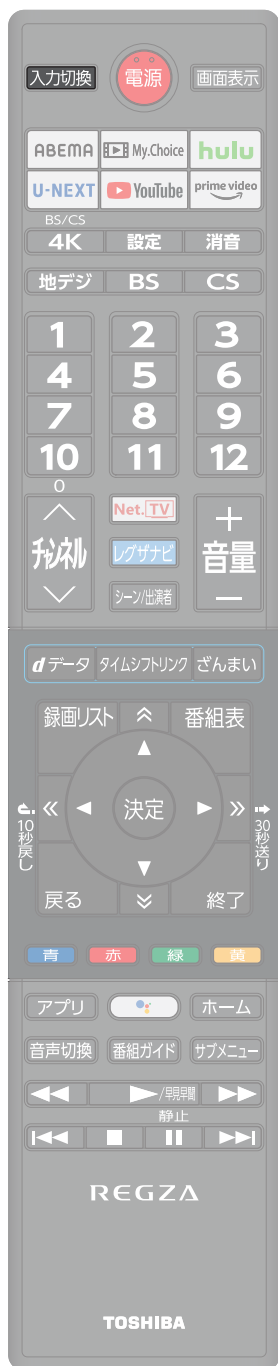 入力切換 電源 画面表示
ABEMA My.Choice hulu
U-NEXT YouTube prime video
BS/CS
4K 設定 消音
地デジ BS CS
1 2 3
4 5 6
7 8 9
10 11 12
0
チャンネル Net.TV + 音量 −
レグザナビ
シーン/出演者
dデータ タイムシフトリンク ざんまい
録画リスト 番組表
決定
10秒戻し 30秒送り
戻る 終了
青 赤 緑 黄
アプリ ホーム
音声切換 番組ガイド サブメニュー
/早見早聞
静止
REGZA
TOSHIBA